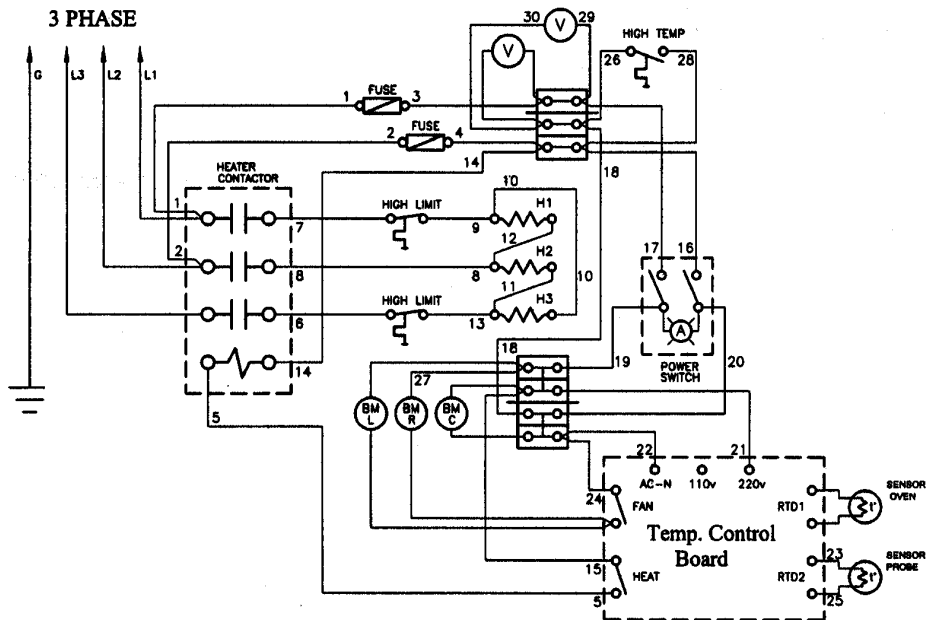 3 PHASE
G
L3
L2
L1
30
V
29
V
HIGH TEMP
26
28
1
FUSE
3
2
FUSE
4
14
18
HEATER
CONTACTOR
1
7
HIGH LIMIT
9
10
H1
12
2
8
8
H2
10
11
17
16
6
HIGH LIMIT
13
H3
14
18
19
A
20
POWER
SWITCH
5
27
BM
L
BM
R
BM
C
22
21
AC-N
110v
220v
24
FAN
RTD1
SENSOR
OVEN
t°
Temp. Control
Board
15
HEAT
5
RTD2
23
25
SENSOR
PROBE
t°